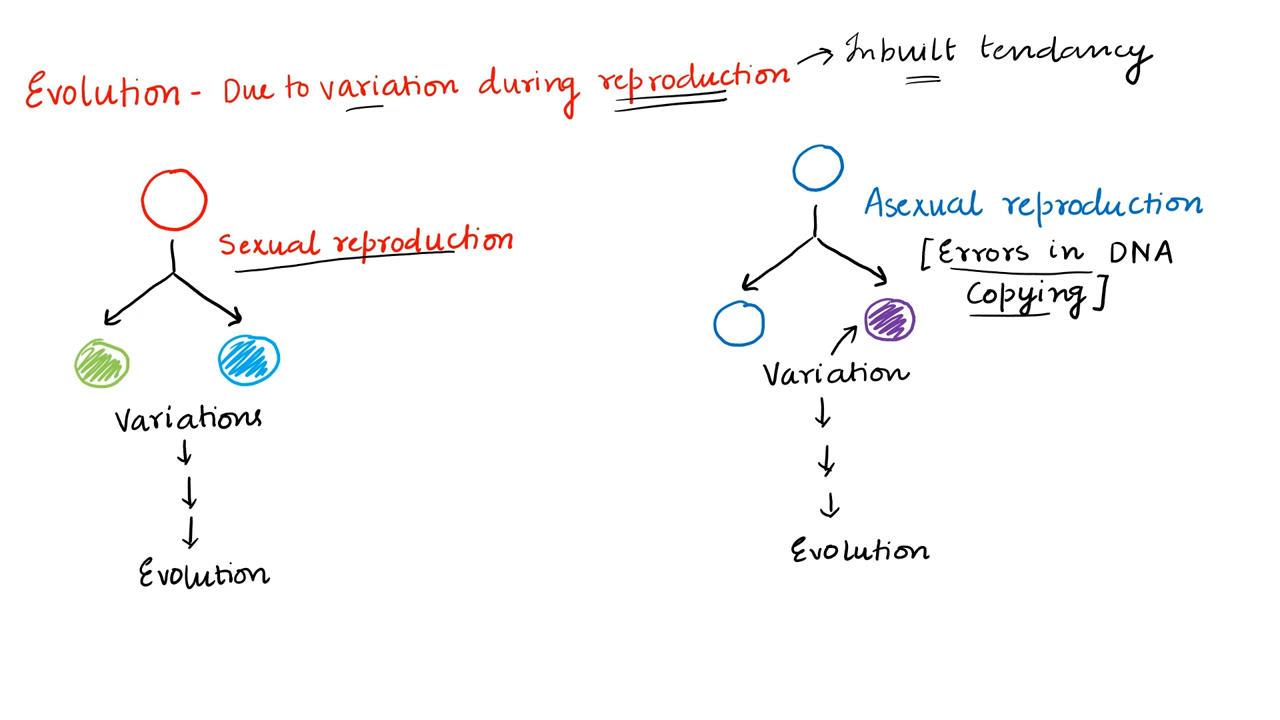 Evolution - Due to variation during reproduction → Inbuilt tendancy
Sexual reproduction
Variations
Evolution
Asexual reproduction
[Errors in DNA
Copying]
Variation
Evolution